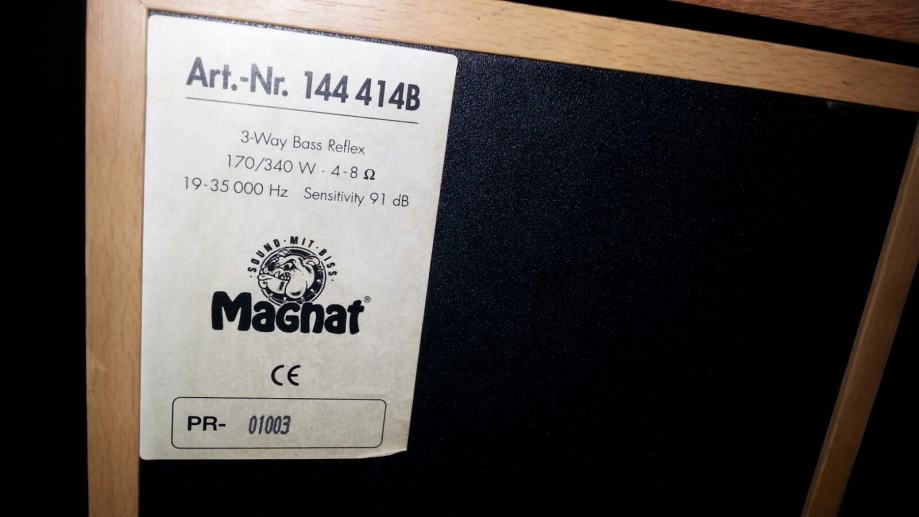 Art.-Nr. 144 414B
3-Way Bass Reflex
170/340 W · 4-8 Ω
19-35 000 Hz Sensitivity 91 dB
·SOUND·MIT·BISS·
Magnat®
CE
PR- 01003